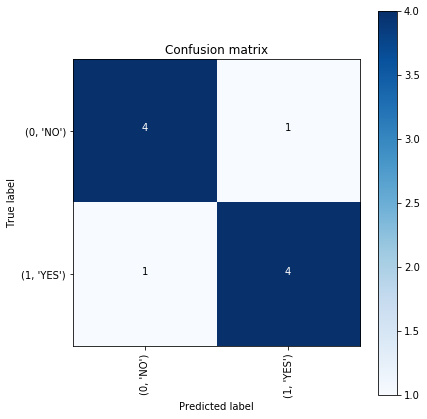 Confusion matrix
4.0
3.5
3.0
2.5
2.0
1.5
1.0
True label
(0, 'NO')
4 1
(1, 'YES')
1 4
(0, 'NO')
(1, 'YES')
Predicted label